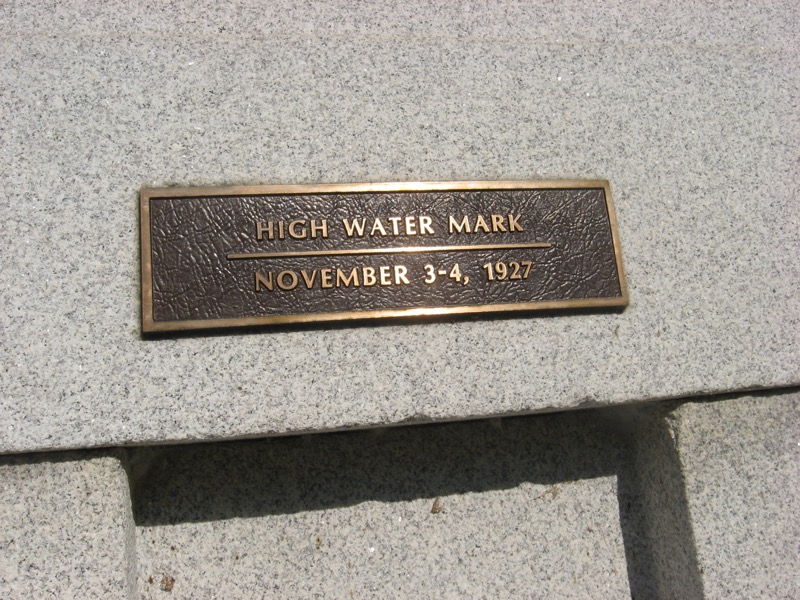 HIGH WATER MARK
NOVEMBER 3-4, 1927